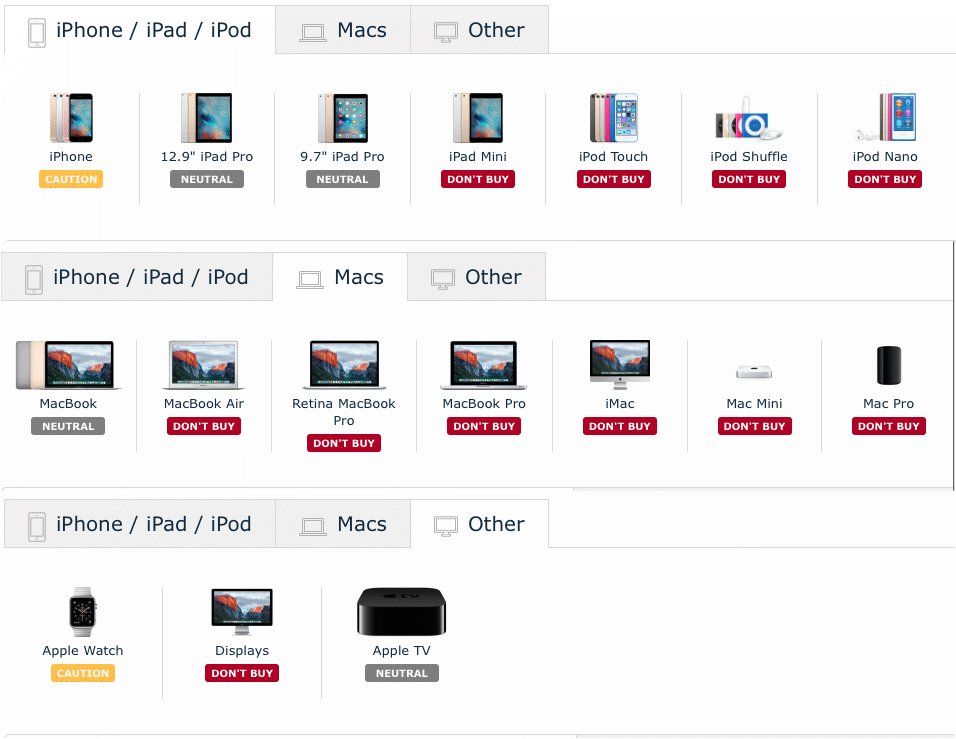 iPhone / iPad / iPod Macs Other
iPhone 12.9" iPad Pro 9.7" iPad Pro iPad Mini iPod Touch iPod Shuffle iPod Nano
CAUTION NEUTRAL NEUTRAL DON'T BUY DON'T BUY DON'T BUY DON'T BUY
iPhone / iPad / iPod Macs Other
MacBook MacBook Air Retina MacBook MacBook Pro iMac Mac Mini Mac Pro
Pro
NEUTRAL DON'T BUY DON'T BUY DON'T BUY DON'T BUY DON'T BUY DON'T BUY
iPhone / iPad / iPod Macs Other
Apple Watch Displays Apple TV
CAUTION DON'T BUY NEUTRAL